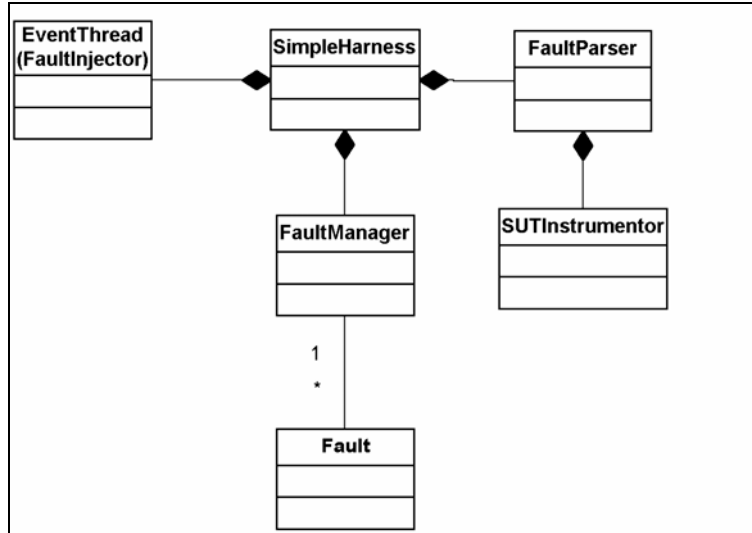 EventThread
(FaultInjector)
SimpleHarness
FaultParser
FaultManager
SUTInstrumentor
1
*
Fault